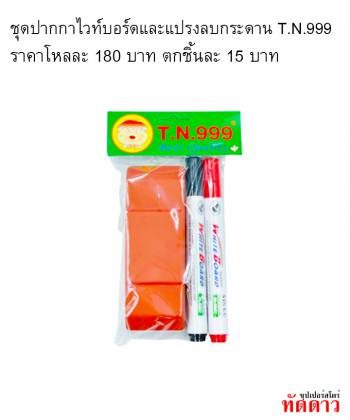 ชุดปากกาไวท์บอร์ดและแปรงลบกระดาน T.N.999
ราคาโหลละ 180 บาท ตกชิ้นละ 15 บาท
T.N.999
Best Quality
WHITE BOARD
WHITE BOARD
ซุปเปอร์สโตร์
ทัดดาว